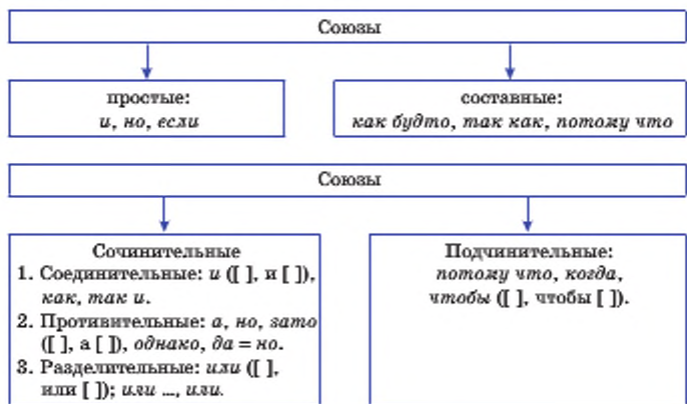 Союзы
простые:
и, но, если
составные:
как будто, так как, потому что
Союзы
Сочинительные
1. Соединительные: и ([ ], и [ ]),
как, так и.
2. Противительные: а, но, зато
([ ], а [ ]), однако, да = но.
3. Разделительные: или ([ ],
или [ ]); или ..., или.
Подчинительные:
потому что, когда,
чтобы ([ ], чтобы [ ]).